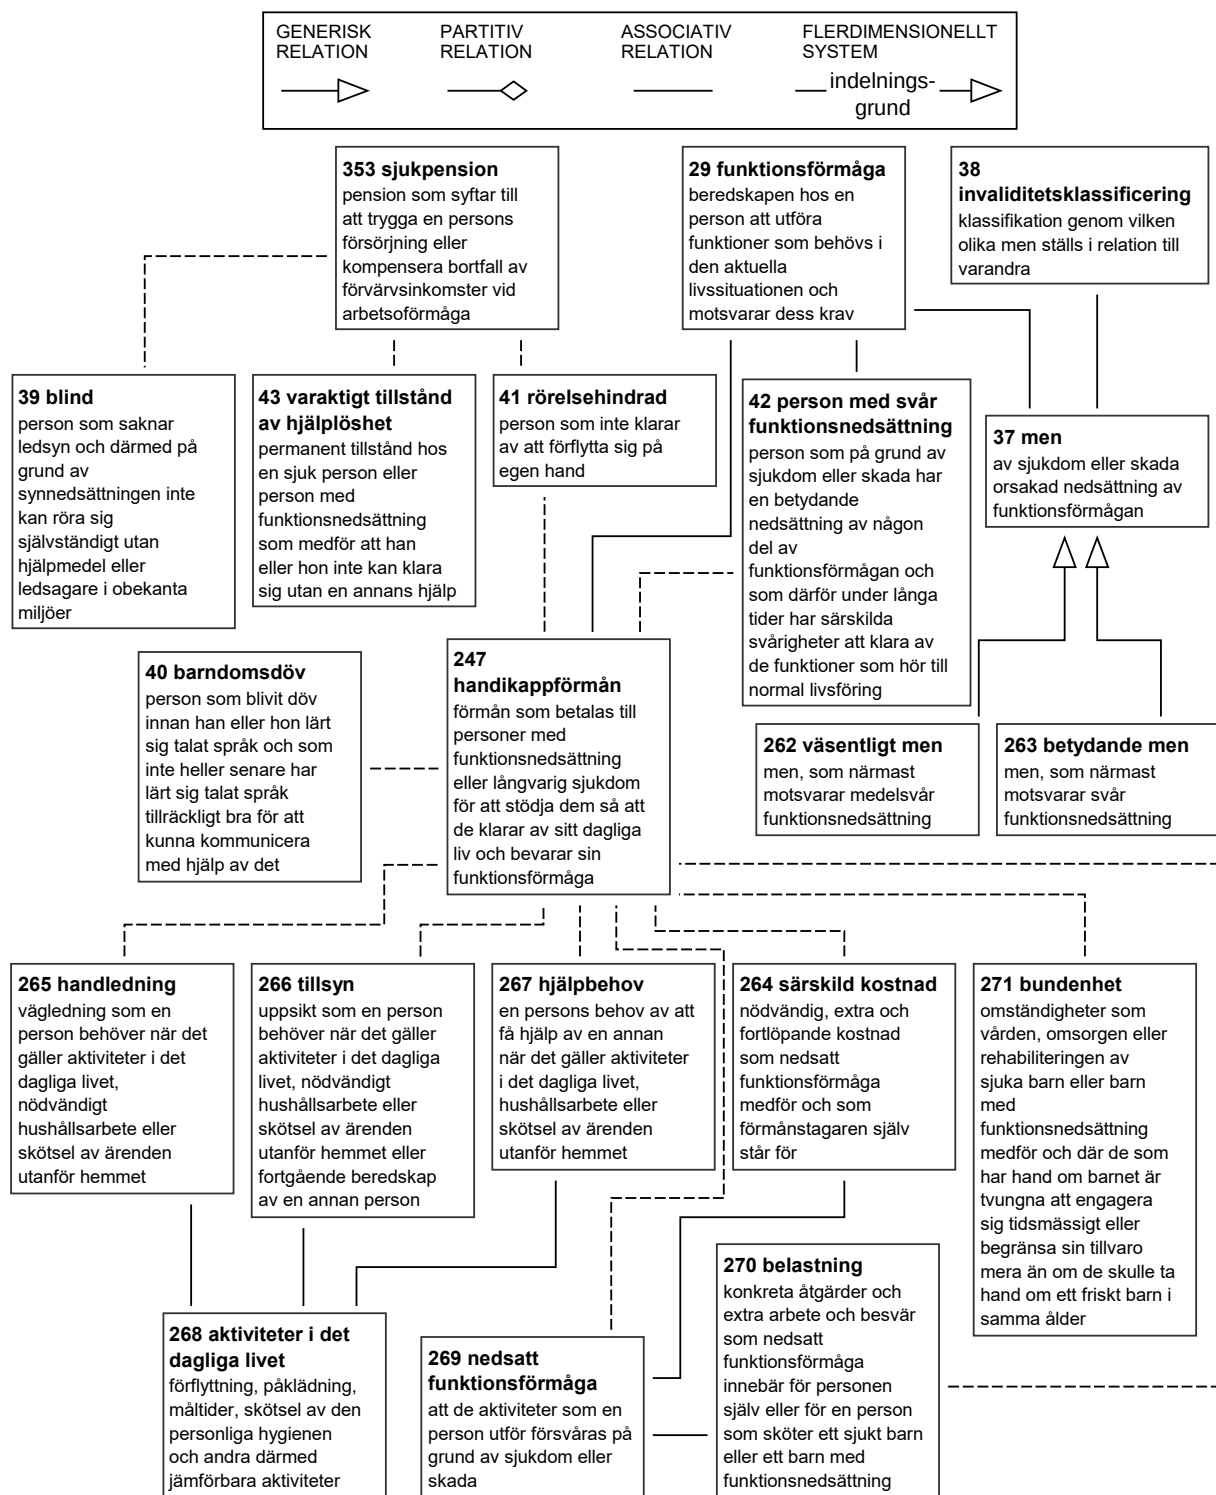 GENERISK
RELATION
PARTITIV
RELATION
ASSOCIATIV
RELATION
FLERDIMENSIONELLT
SYSTEM
indelnings-
grund
353 sjukpension
pension som syftar till
att trygga en persons
försörjning eller
kompensera bortfall av
förvärvsinkomster vid
arbetsoförmåga
29 funktionsförmåga
beredskapen hos en
person att utföra
funktioner som behövs i
den aktuella
livssituationen och
motsvarar dess krav
38
invaliditetsklassificering
klassifikation genom vilken
olika men ställs i relation till
varandra
39 blind
person som saknar
ledsyn och därmed på
grund av
synnedsättningen inte
kan röra sig
självständigt utan
hjälpmedel eller
ledsagare i obekanta
miljöer
43 varaktigt tillstånd
av hjälplöshet
permanent tillstånd hos
en sjuk person eller
person med
funktionsnedsättning
som medför att han
eller hon inte kan klara
sig utan en annans hjälp
41 rörelsehindrad
person som inte klarar
av att förflytta sig på
egen hand
42 person med svår
funktionsnedsättning
person som på grund av
sjukdom eller skada har
en betydande
nedsättning av någon
del av
funktionsförmågan och
som därför under långa
tider har särskilda
svårigheter att klara av
de funktioner som hör till
normal livsföring
37 men
av sjukdom eller skada
orsakad nedsättning av
funktionsförmågan
40 barndomsdöv
person som blivit döv
innan han eller hon lärt
sig talat språk och som
inte heller senare har
lärt sig talat språk
tillräckligt bra för att
kunna kommunicera
med hjälp av det
247
handikappförmån
förmån som betalas till
personer med
funktionsnedsättning
eller långvarig sjukdom
för att stödja dem så att
de klarar av sitt dagliga
liv och bevarar sin
funktionsförmåga
262 väsentligt men
men, som närmast
motsvarar medelsvår
funktionsnedsättning
263 betydande men
men, som närmast
motsvarar svår
funktionsnedsättning
265 handledning
vägledning som en
person behöver när det
gäller aktiviteter i det
dagliga livet,
nödvändigt
hushållsarbete eller
skötsel av ärenden
utanför hemmet
266 tillsyn
uppsikt som en person
behöver när det gäller
aktiviteter i det dagliga
livet, nödvändigt
hushållsarbete eller
skötsel av ärenden
utanför hemmet eller
fortgående beredskap
av en annan person
267 hjälpbehov
en persons behov av att
få hjälp av en annan
när det gäller aktiviteter
i det dagliga livet,
hushållsarbete eller
skötsel av ärenden
utanför hemmet
264 särskild kostnad
nödvändig, extra och
fortlöpande kostnad
som nedsatt
funktionsförmåga
medför och som
förmånstagaren själv
står för
271 bundenhet
omständigheter som
vården, omsorgen eller
rehabiliteringen av
sjuka barn eller barn
med
funktionsnedsättning
medför och där de som
har hand om barnet är
tvungna att engagera
sig tidsmässigt eller
begränsa sin tillvaro
mera än om de skulle ta
hand om ett friskt barn i
samma ålder
268 aktiviteter i det
dagliga livet
förflyttning, påklädning,
måltider, skötsel av den
personliga hygienen
och andra därmed
jämförbara aktiviteter
269 nedsatt
funktionsförmåga
att de aktiviteter som en
person utför försvåras på
grund av sjukdom eller
skada
270 belastning
konkreta åtgärder och
extra arbete och besvär
som nedsatt
funktionsförmåga
innebär för personen
själv eller för en person
som sköter ett sjukt barn
eller ett barn med
funktionsnedsättning